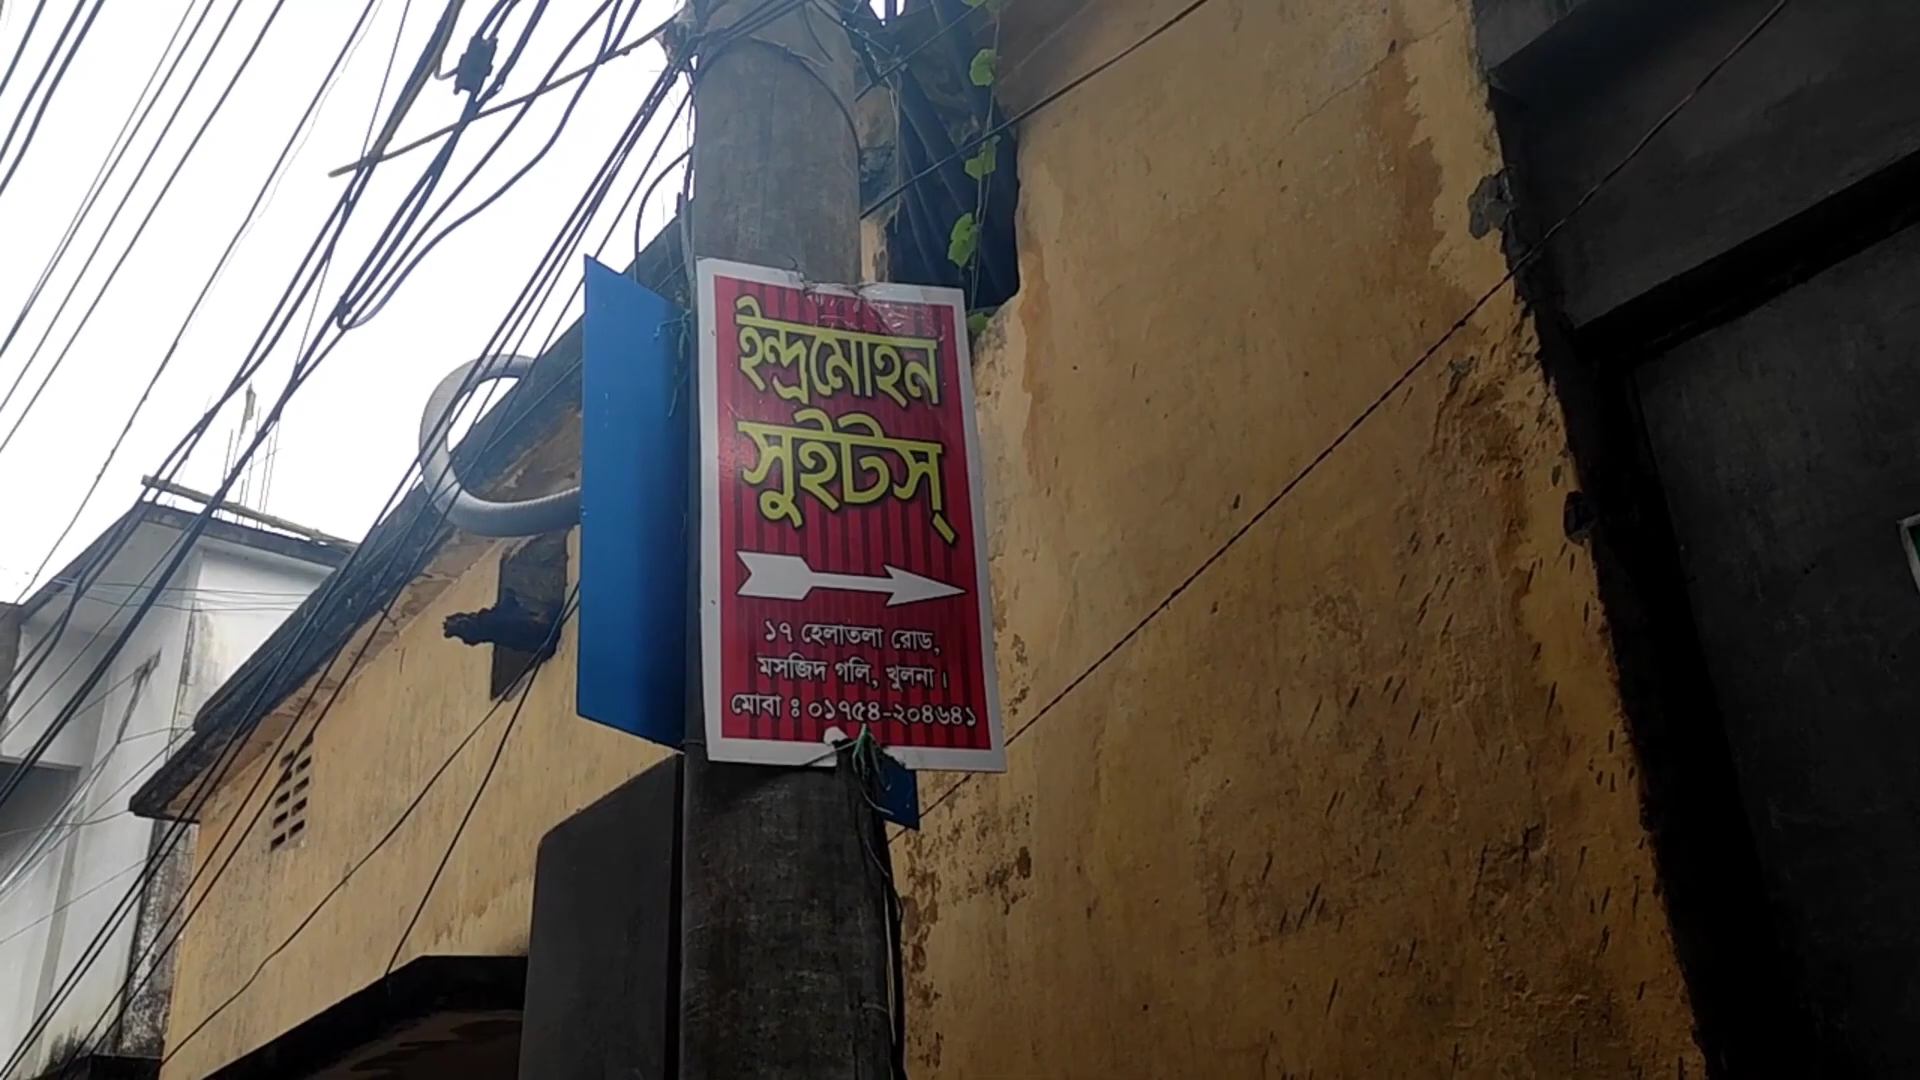 ইন্দ্রমোহন
সুইটস্
১৭ হেলাতলা রোড,
মসজিদ গলি, খুলনা।
মোবা ঃ ০১৭৫৪-২০৪৬৪১